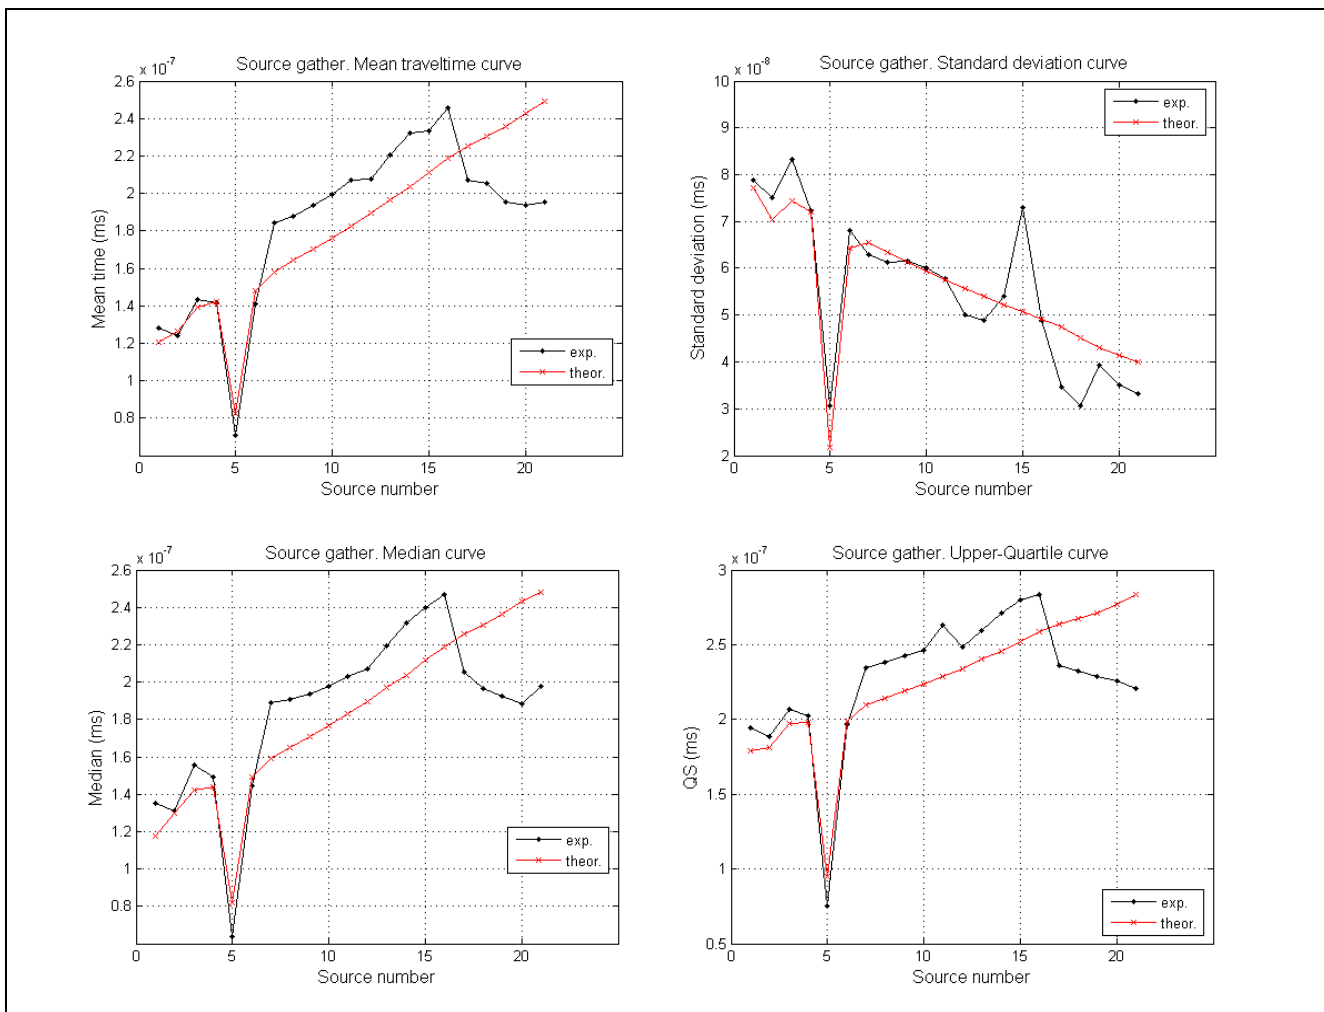 Source gather. Mean traveltime curve
x 10-7
2.6
2.4
2.2
2
1.8
1.6
1.4
1.2
1
0.8
Mean time (ms)
0 5 10 15 20
Source number
exp.
theor.
Source gather. Standard deviation curve
x 10-8
10
9
8
7
6
5
4
3
2
Standard deviation (ms)
0 5 10 15 20
Source number
exp.
theor.
Source gather. Median curve
x 10-7
2.6
2.4
2.2
2
1.8
1.6
1.4
1.2
1
0.8
Median (ms)
0 5 10 15 20
Source number
exp.
theor.
Source gather. Upper-Quartile curve
x 10-7
3
2.5
2
1.5
1
0.5
QS (ms)
0 5 10 15 20
Source number
exp.
theor.